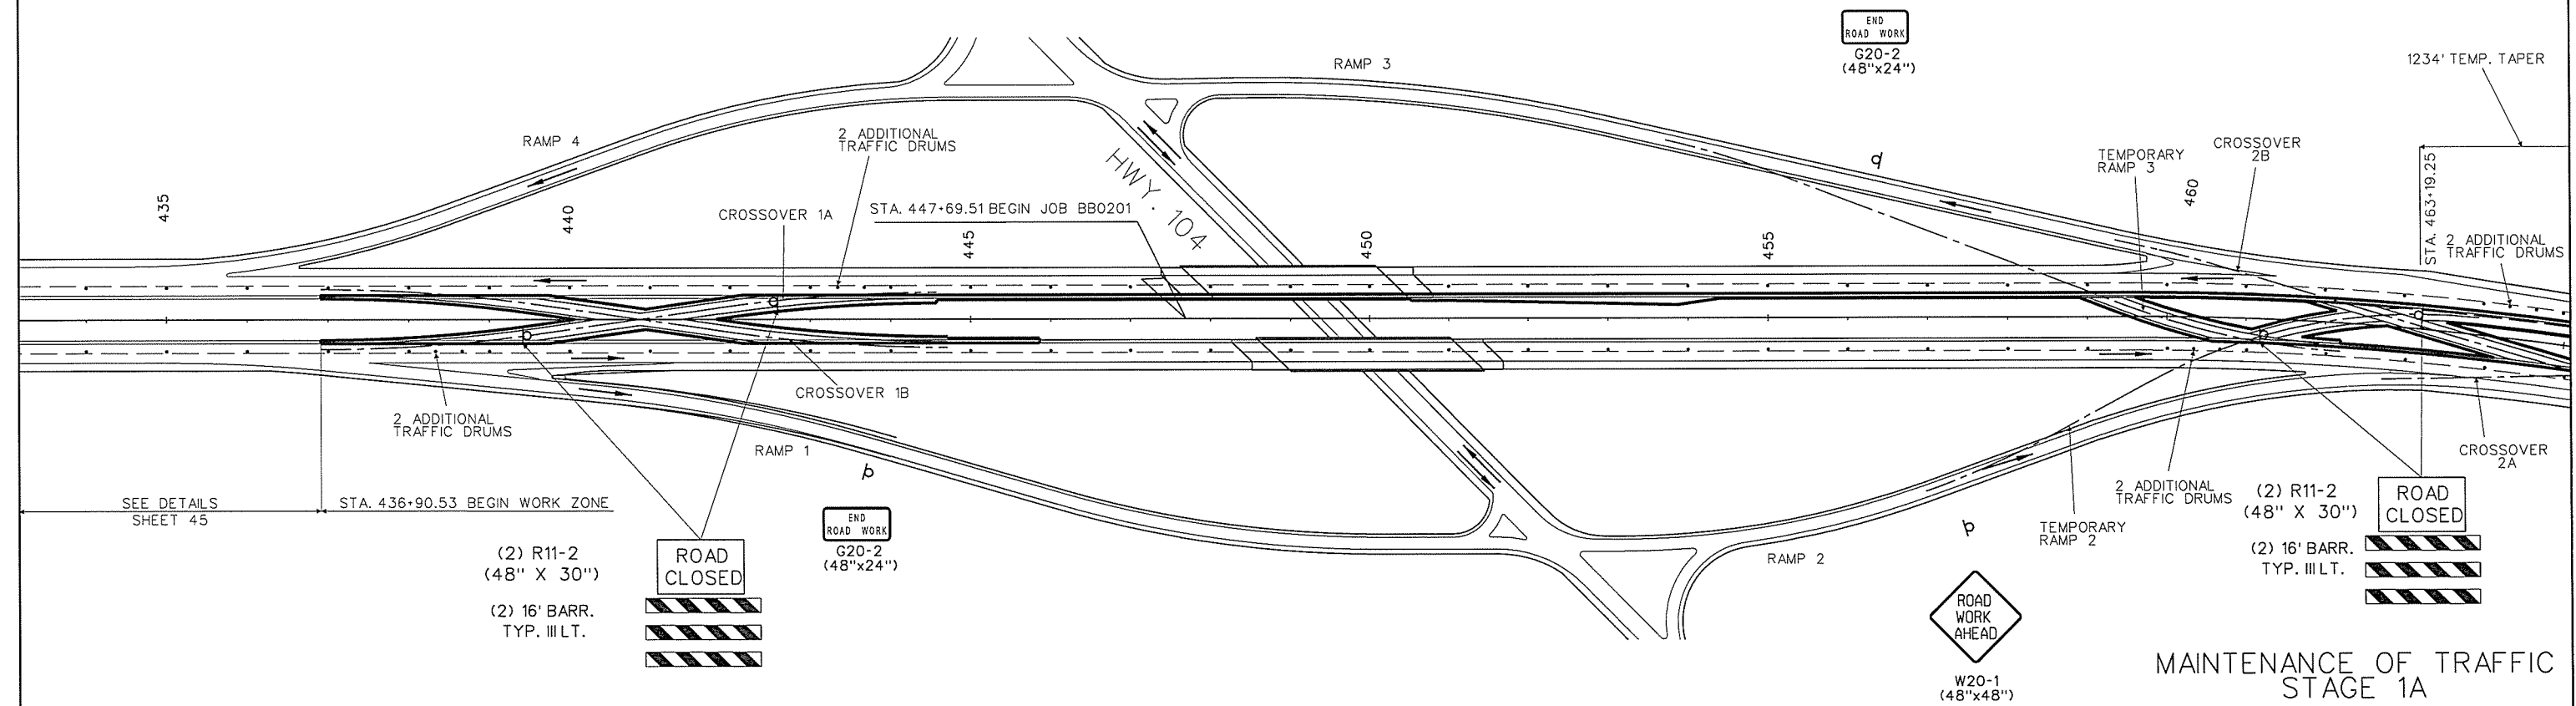 END
ROAD WORK
G20-2
(48"x24")
1234' TEMP. TAPER
RAMP 3
RAMP 4
2 ADDITIONAL
TRAFFIC DRUMS
HWY. 104
TEMPORARY
RAMP 3
CROSSOVER
2B
435
440
445
450
455
460
STA. 463+19.25
CROSSOVER 1A
STA. 447+69.51 BEGIN JOB BB0201
2 ADDITIONAL
TRAFFIC DRUMS
CROSSOVER 1B
2 ADDITIONAL
TRAFFIC DRUMS
RAMP 1
CROSSOVER
2A
SEE DETAILS
SHEET 45
STA. 436+90.53 BEGIN WORK ZONE
2 ADDITIONAL
TRAFFIC DRUMS
TEMPORARY
RAMP 2
RAMP 2
(2) R11-2
(48" X 30")
ROAD
CLOSED
(2) 16' BARR.
TYP. III LT.
END
ROAD WORK
G20-2
(48"x24")
(2) R11-2
(48" X 30")
ROAD
CLOSED
(2) 16' BARR.
TYP. III LT.
ROAD
WORK
AHEAD
W20-1
(48"x48")
MAINTENANCE OF TRAFFIC
STAGE 1A